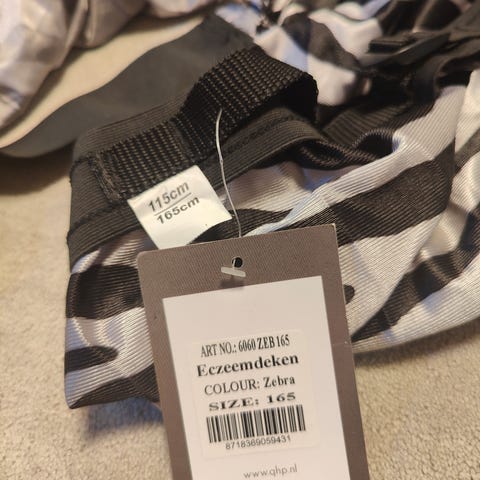 115cm
165cm
ART NO.: 6060 ZEB 165
Eczeemdeken
COLOUR: Zebra
SIZE: 165
8718369059431
www.qhp.nl